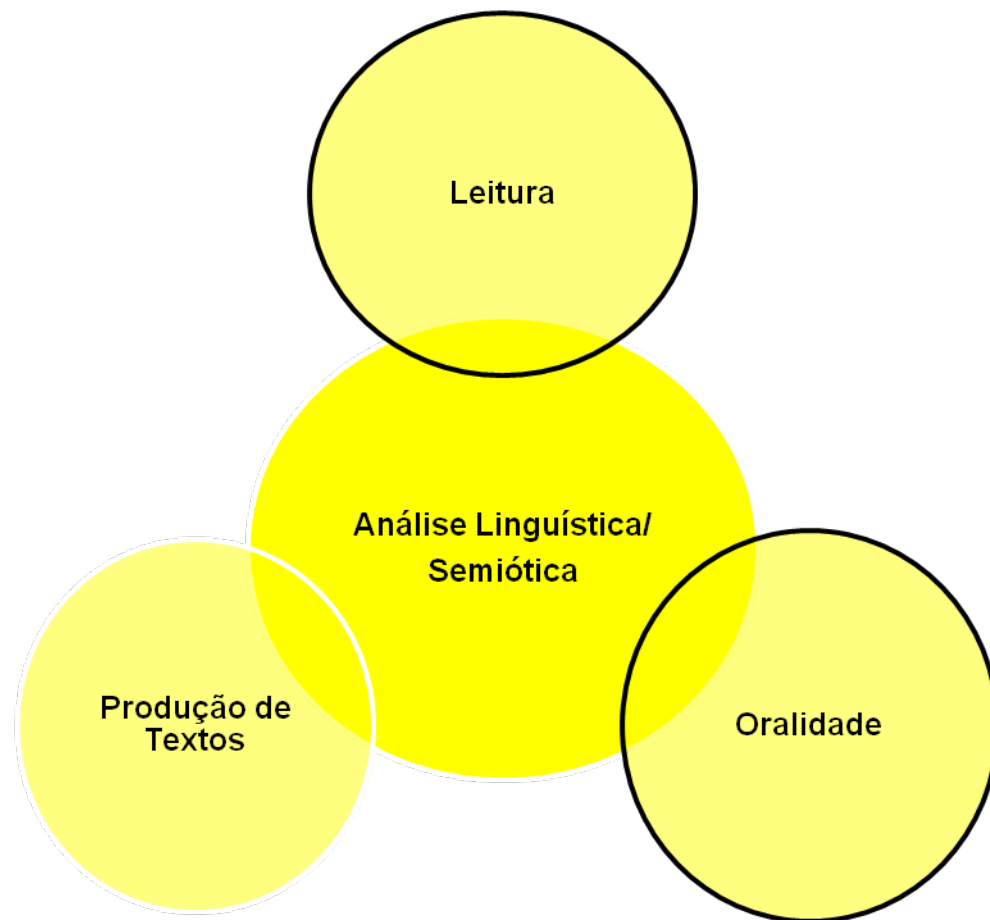 Leitura
Análise Linguística/
Semiótica
Produção de
Textos
Oralidade